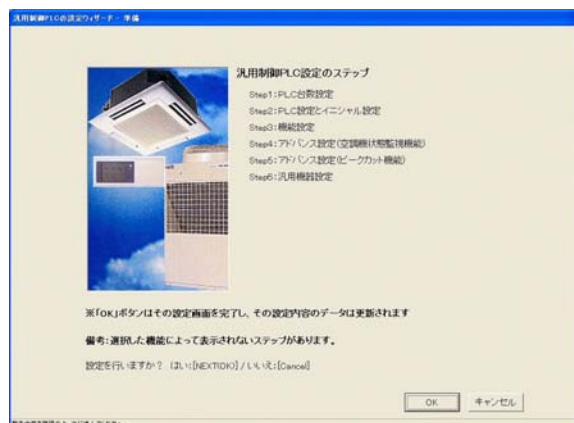 汎用制御PLCの設定ウィザード - 準備
汎用制御PLC設定のステップ
Step1:PLC台数設定
Step2:PLC設定とイニシャル設定
Step3:機能設定
Step4:アドバンス設定(空調機状態監視機能)
Step5:アドバンス設定(ピークカット機能)
Step6:汎用機器設定
※「OK」ボタンはその設定画面を完了し、その設定内容のデータは更新されます
備考:選択した機能によって表示されないステップがあります。
設定を行いますか? はい:[NEXT(OK)] / いいえ:[Cancel]
OK キャンセル